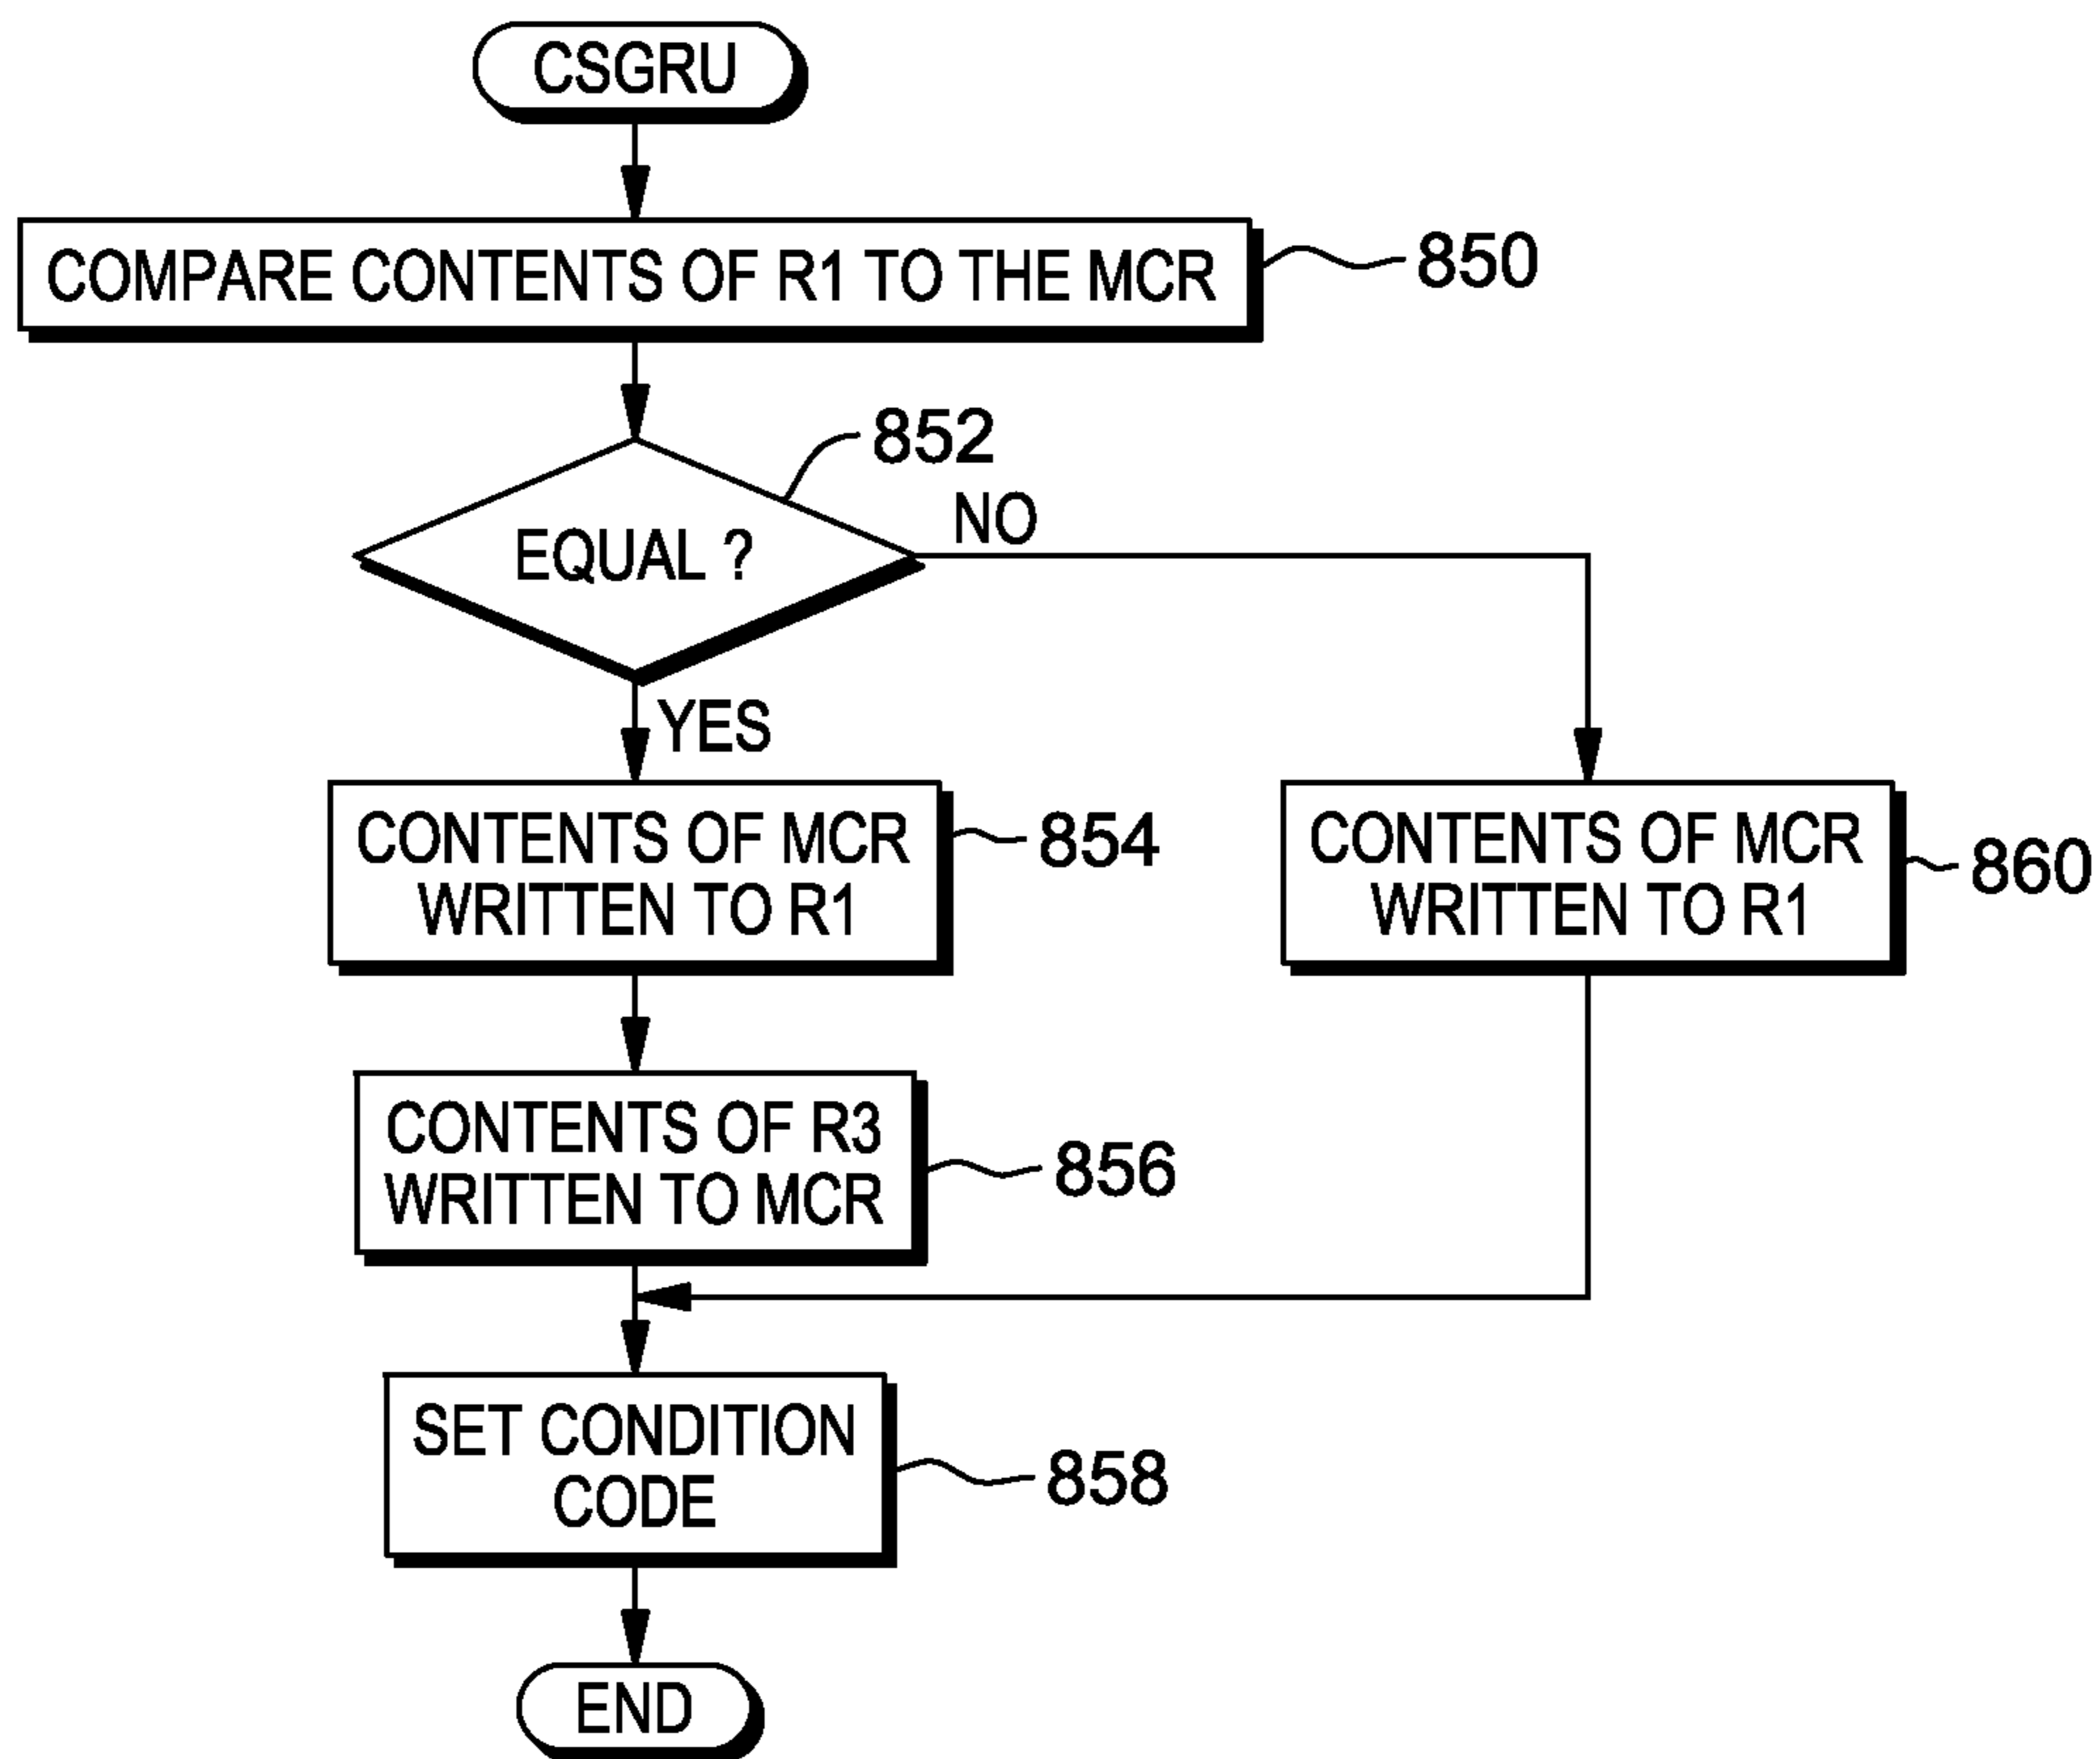 CSGRU
COMPARE CONTENTS OF R1 TO THE MCR
850
852
EQUAL ?
NO
YES
CONTENTS OF MCR
WRITTEN TO R1
854
CONTENTS OF MCR
WRITTEN TO R1
860
CONTENTS OF R3
WRITTEN TO MCR
856
SET CONDITION
CODE
858
END